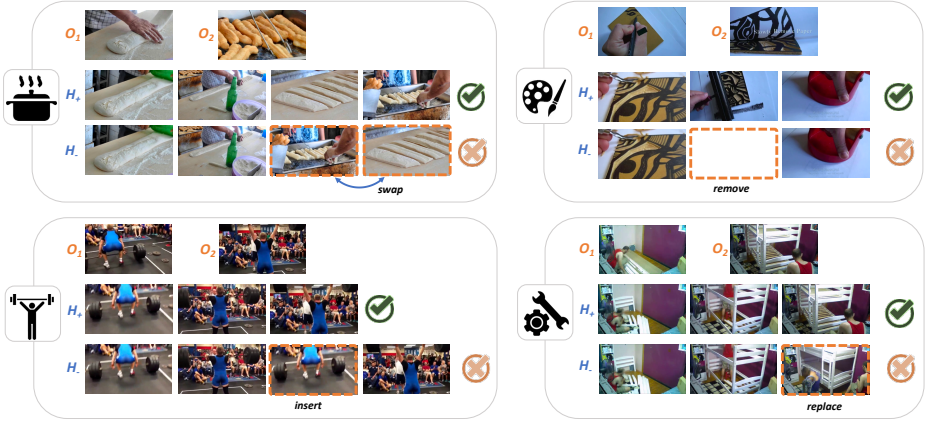 O1
O2
H+
H-
swap
O1
O2
H+
H-
remove
O1
O2
H+
H-
insert
O1
O2
H+
H-
replace